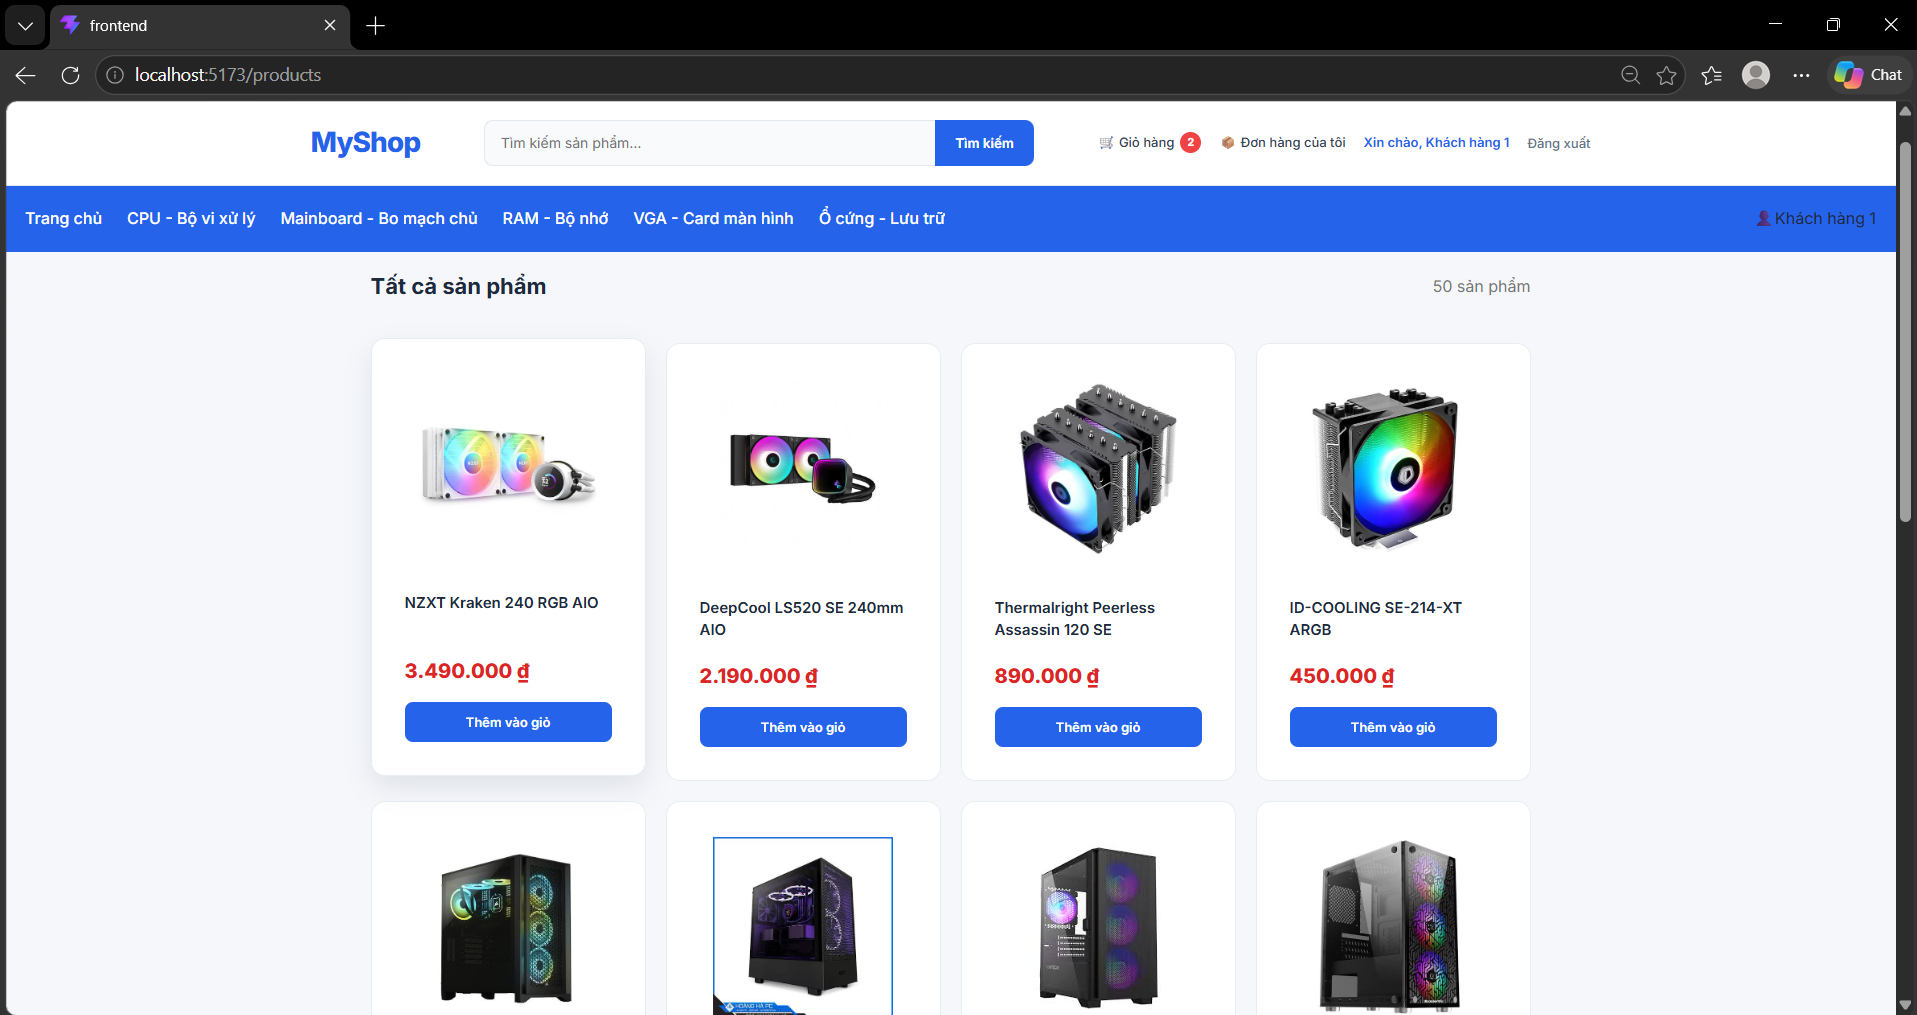 frontend
localhost:5173/products
Chat
MyShop
Tìm kiếm sản phẩm...
Tìm kiếm
Giỏ hàng 2
Đơn hàng của tôi
Xin chào, Khách hàng 1
Đăng xuất
Trang chủ
CPU - Bộ vi xử lý
Mainboard - Bo mạch chủ
RAM - Bộ nhớ
VGA - Card màn hình
Ổ cứng - Lưu trữ
Khách hàng 1
Tất cả sản phẩm
50 sản phẩm
NZXT Kraken 240 RGB AIO
3.490.000 ₫
Thêm vào giỏ
DeepCool LS520 SE 240mm
AIO
2.190.000 ₫
Thêm vào giỏ
Thermalright Peerless
Assassin 120 SE
890.000 ₫
Thêm vào giỏ
ID-COOLING SE-214-XT
ARGB
450.000 ₫
Thêm vào giỏ
HOÀNG HÀ PC